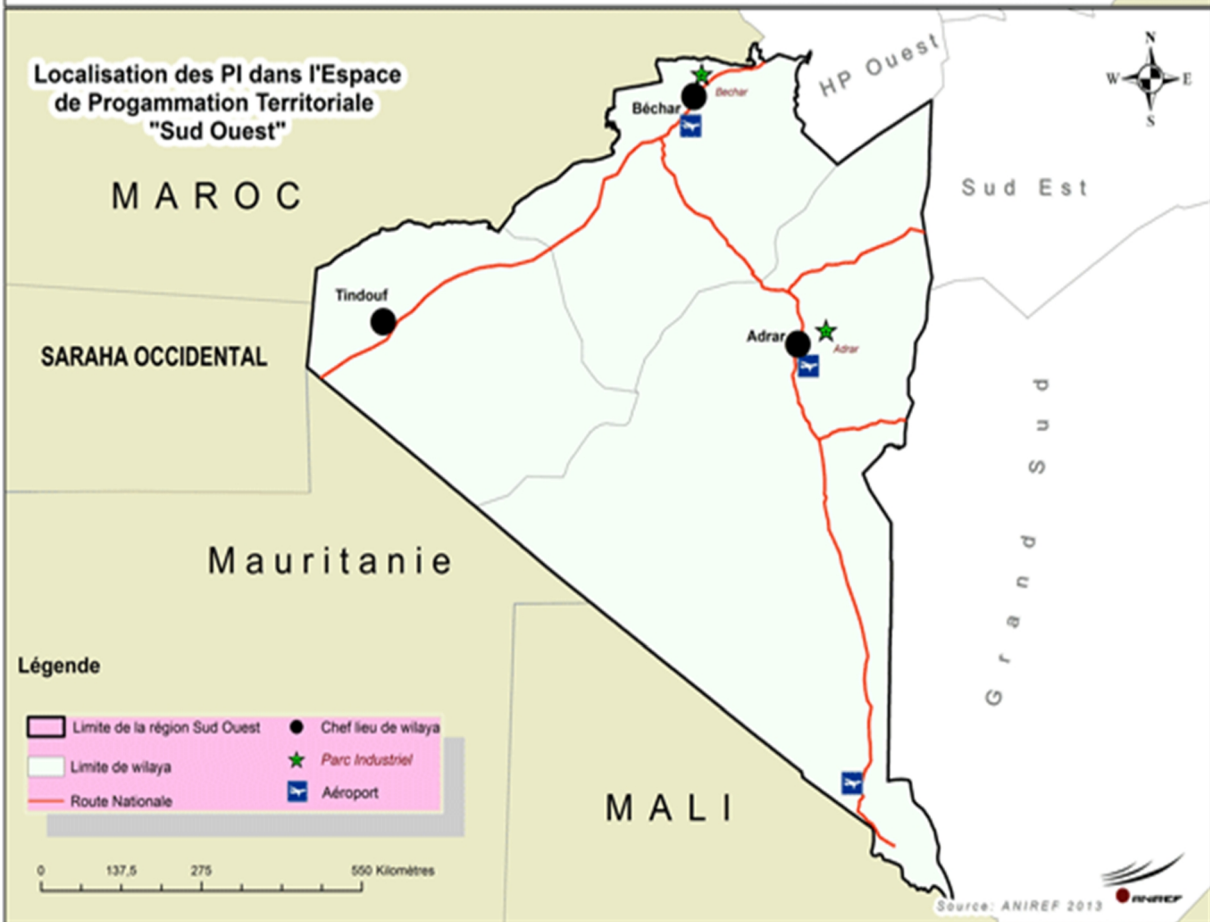 Localisation des PI dans l'Espace
de Progammation Territoriale
"Sud Ouest"
N
W
E
S
HP Ouest
Sud Est
MAROC
Béchar
Bechar
Tindouf
SARAHA OCCIDENTAL
Adrar
Adrar
Grand Sud
Mauritanie
MALI
Légende
Limite de la région Sud Ouest
Chef lieu de wilaya
Limite de wilaya
Parc Industriel
Route Nationale
Aéroport
0 137,5 275 550 Kilomètres
Source: ANIREF 2013
ANIREF